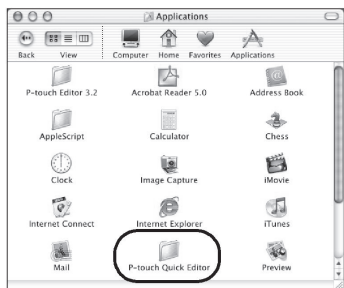 Applications
Back View Computer Home Favorites Applications
P-touch Editor 3.2 Acrobat Reader 5.0 Address Book
AppleScript Calculator Chess
Clock Image Capture iMovie
Internet Connect Internet Explorer iTunes
Mail P-touch Quick Editor Preview